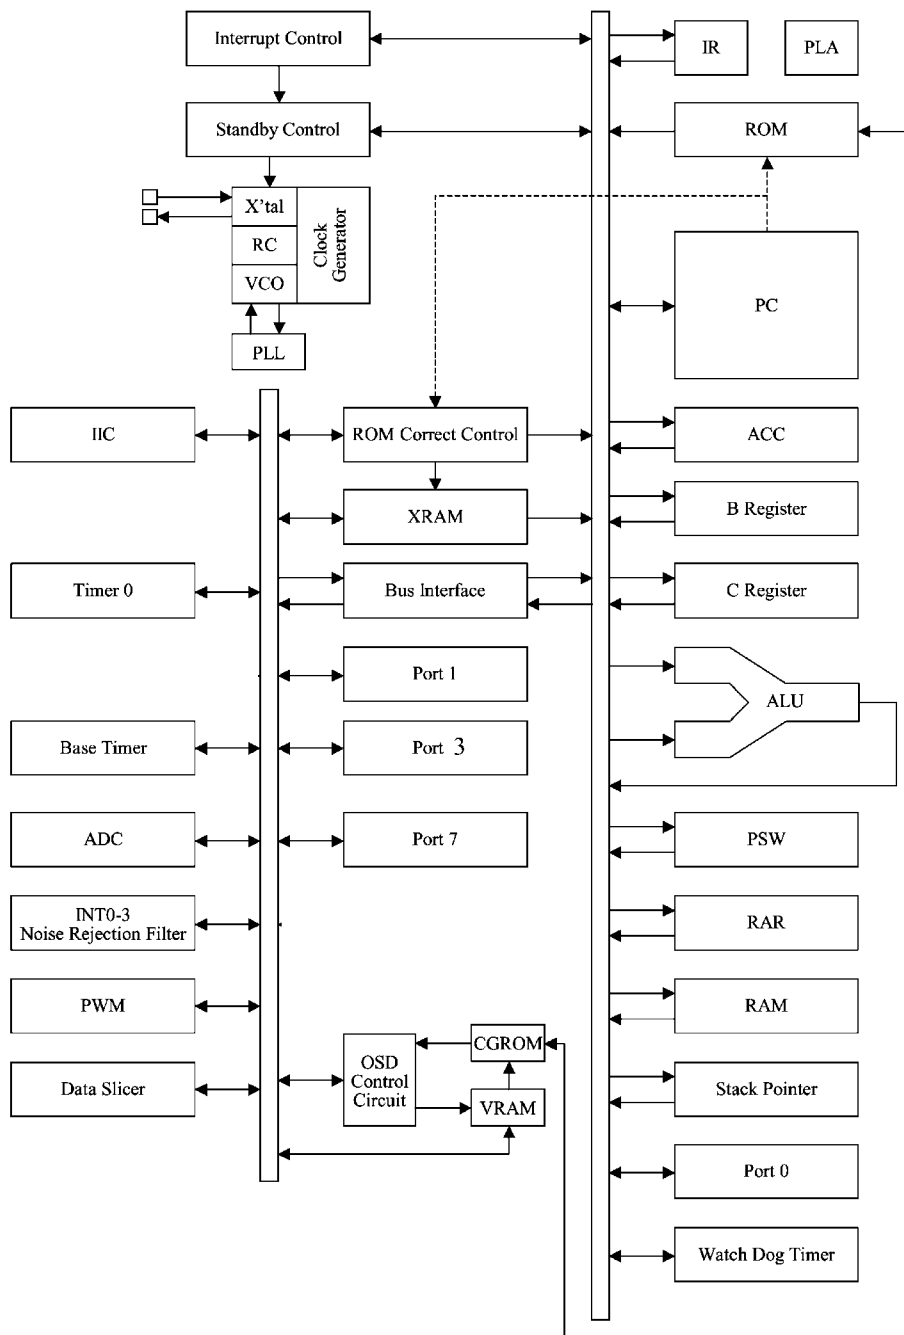 Interrupt Control
IR
PLA
Standby Control
ROM
X'tal
RC
VCO
Clock
Generator
PC
PLL
IIC
ROM Correct Control
ACC
XRAM
B Register
Timer 0
Bus Interface
C Register
Port 1
ALU
Base Timer
Port 3
ADC
Port 7
PSW
INT0-3
Noise Rejection Filter
RAR
PWM
RAM
OSD
Control
Circuit
CGROM
Data Slicer
VRAM
Stack Pointer
Port 0
Watch Dog Timer